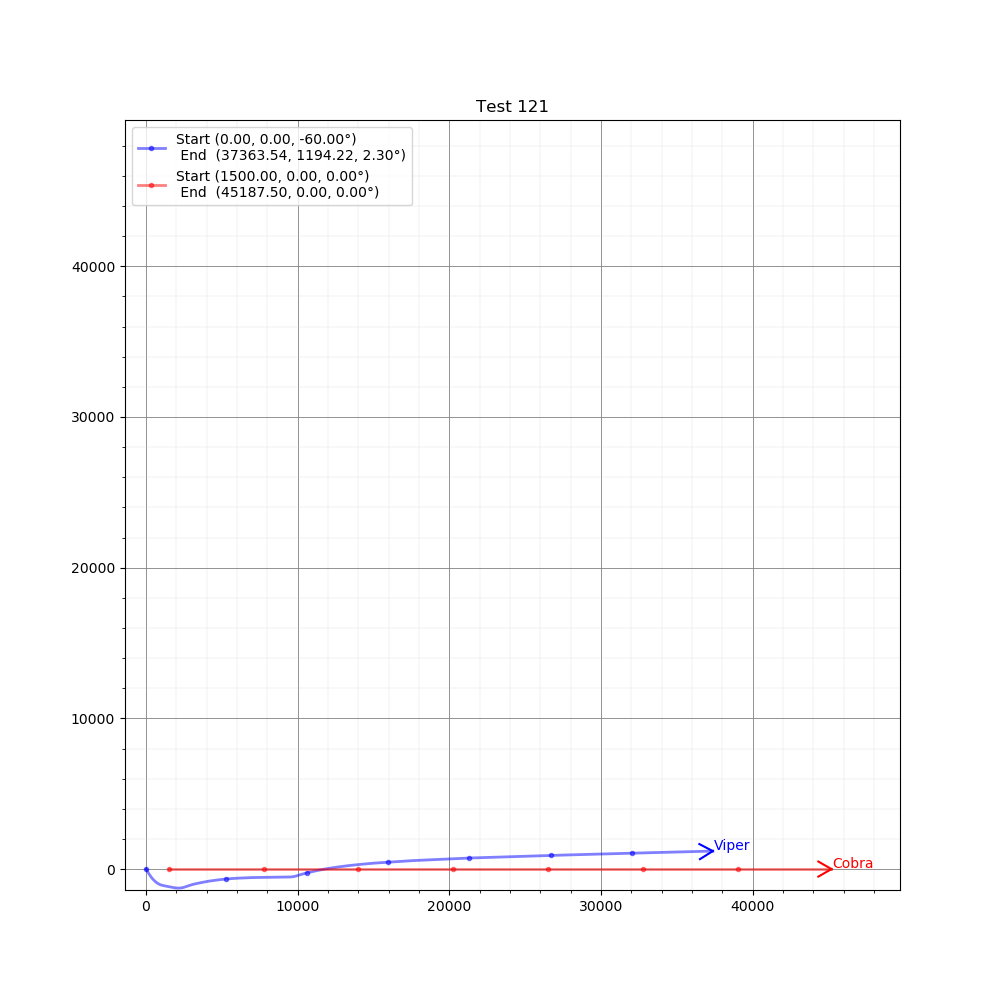 Test 121
Start (0.00, 0.00, -60.00°)
End  (37363.54, 1194.22, 2.30°)
Start (1500.00, 0.00, 0.00°)
End  (45187.50, 0.00, 0.00°)
40000
30000
20000
10000
0
Viper
Cobra
0 10000 20000 30000 40000